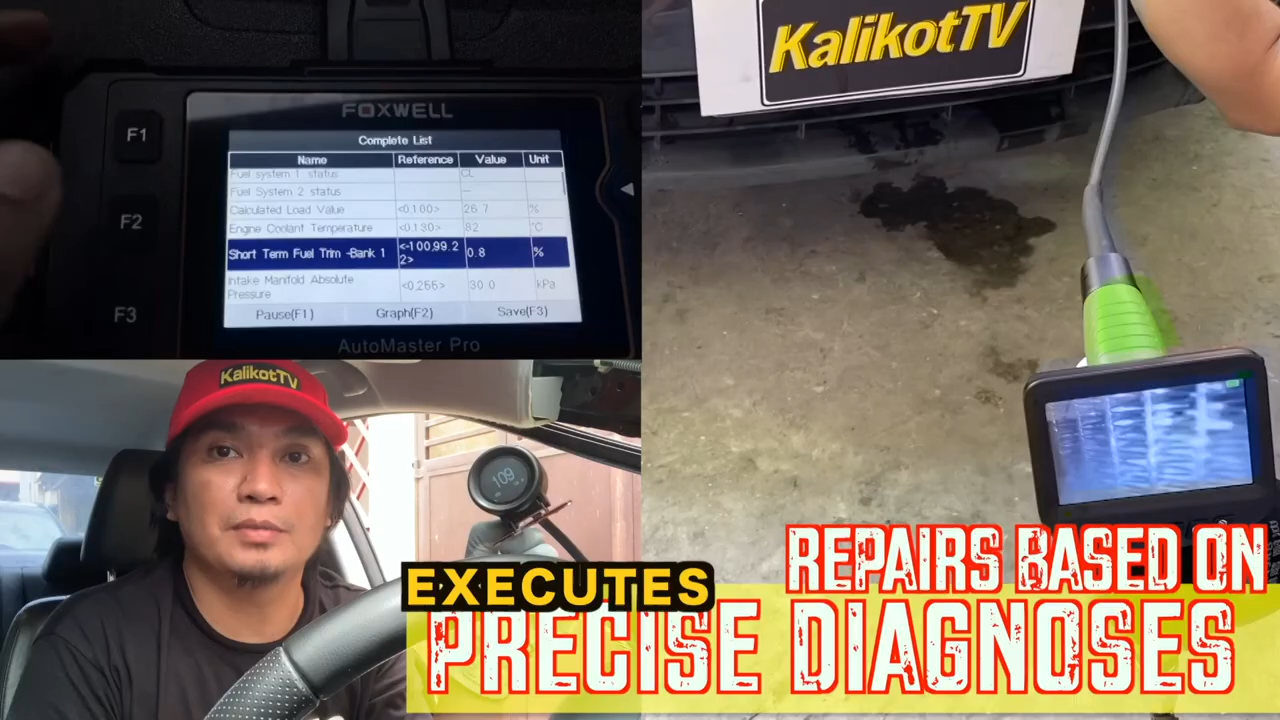 FOXWELL
Complete List
Name Reference Value Unit
Fuel system 1 status CL
Fuel System 2 status —
Calculated Load Value <0,100> 26.7 %
Engine Coolant Temperature <0,130> 82 °C
Short Term Fuel Trim -Bank 1 <-100,99.2 0.8 %
2>
Intake Manifold Absolute <0,255> 30.0 kPa
Pressure
Pause(F1) Graph(F2) Save(F3)
AutoMaster Pro
F1
F2
F3
KalikotTV
KalikotTV
109
EXECUTES
REPAIRS BASED ON
PRECISE DIAGNOSES